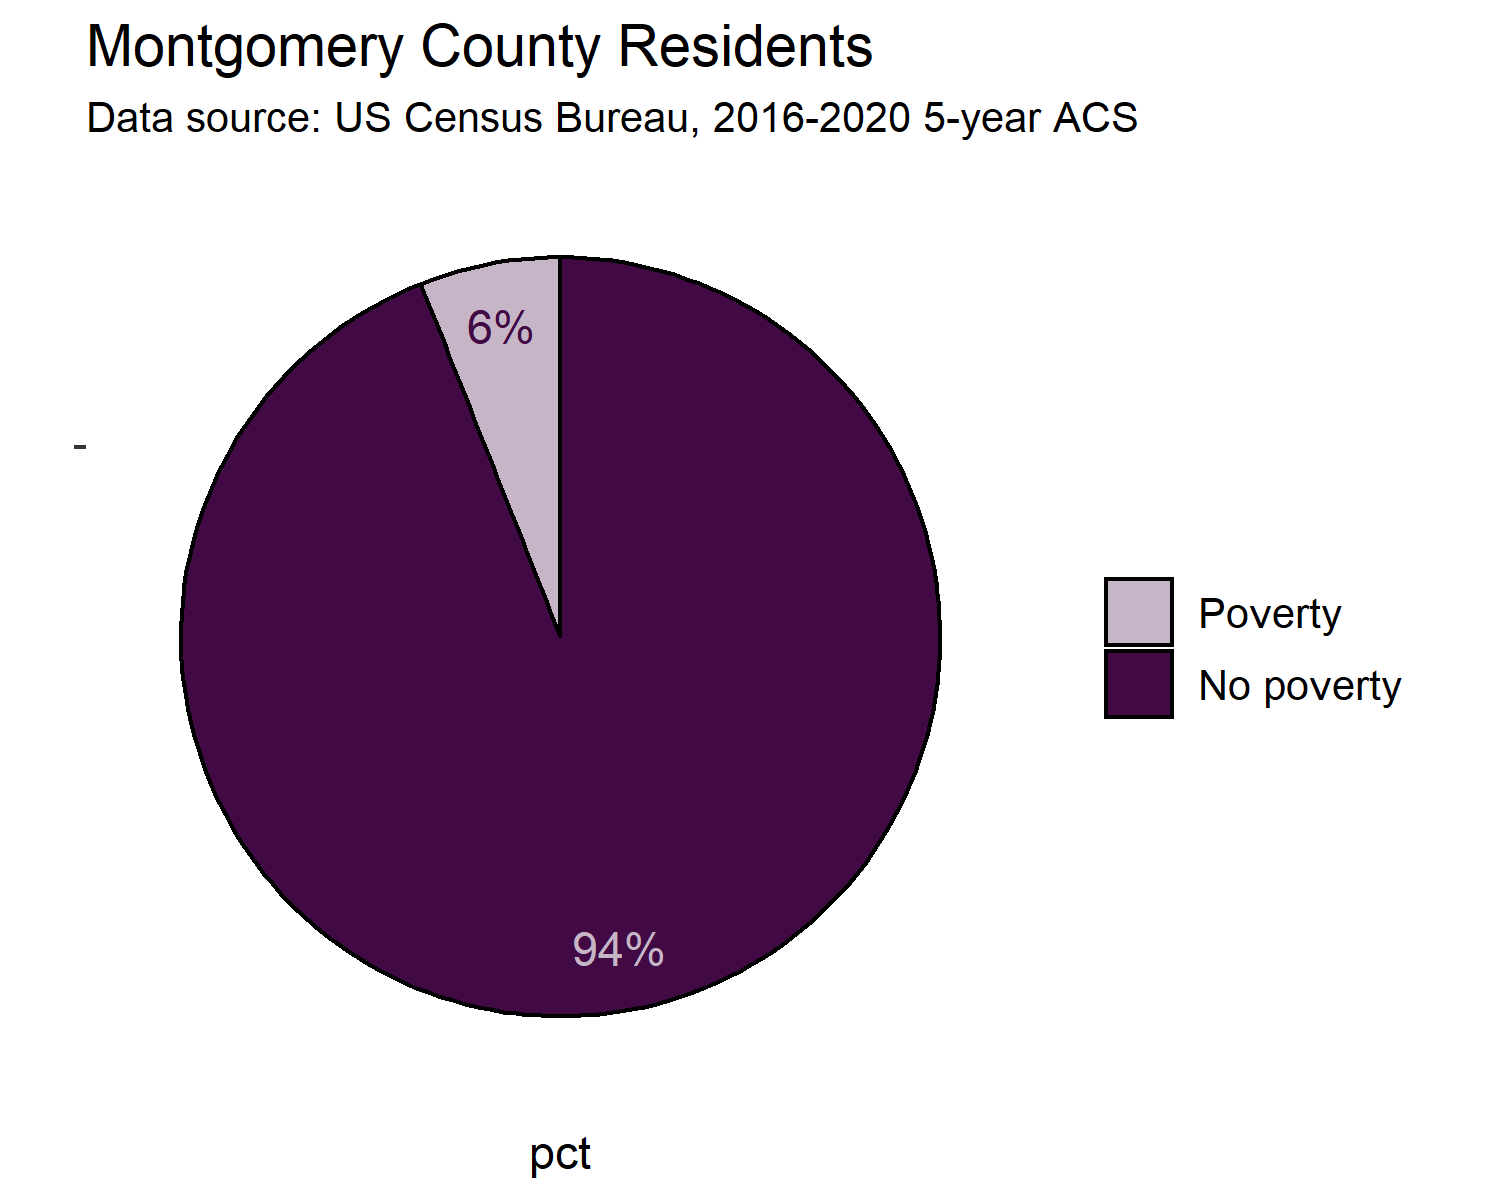 Montgomery County Residents
Data source: US Census Bureau, 2016-2020 5-year ACS
6%
Poverty
No poverty
94%
pct